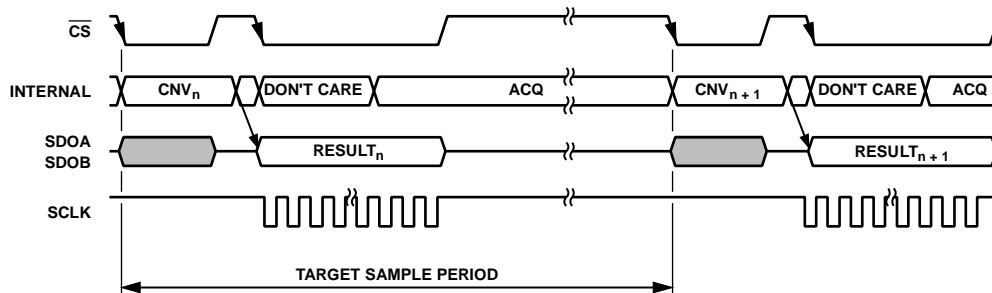 CS
INTERNAL CNVn DON'T CARE ACQ CNVn + 1 DON'T CARE ACQ
SDOA
SDOB RESULTn RESULTn + 1
SCLK
TARGET SAMPLE PERIOD